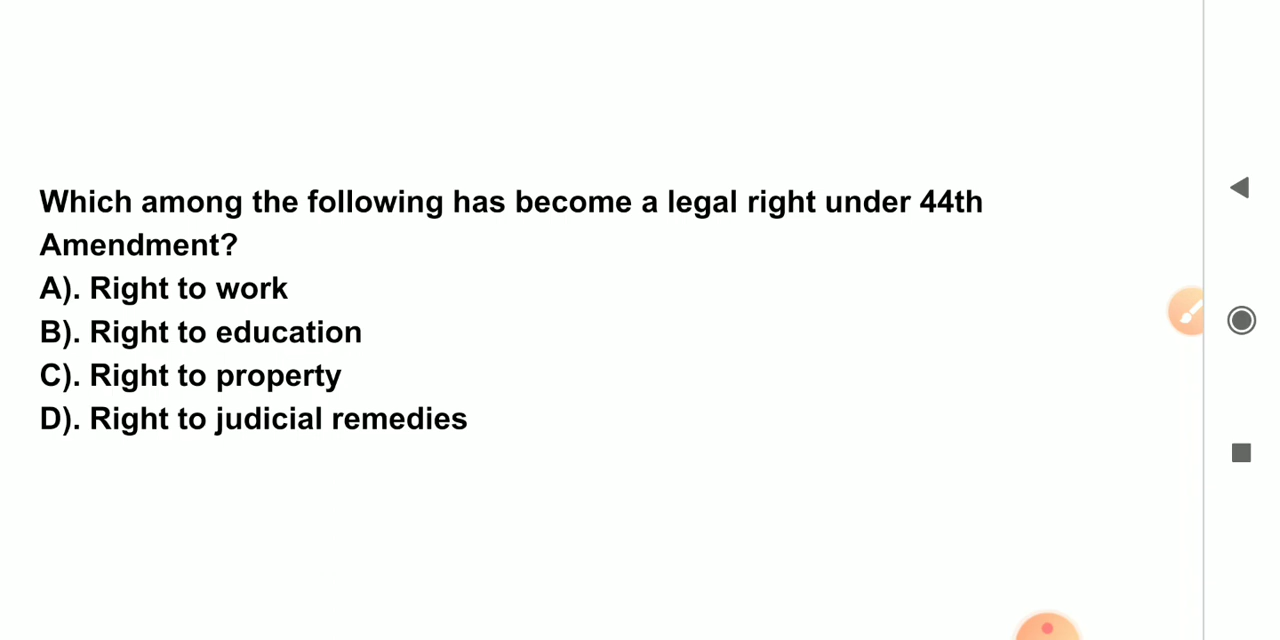 Which among the following has become a legal right under 44th
Amendment?
A). Right to work
B). Right to education
C). Right to property
D). Right to judicial remedies